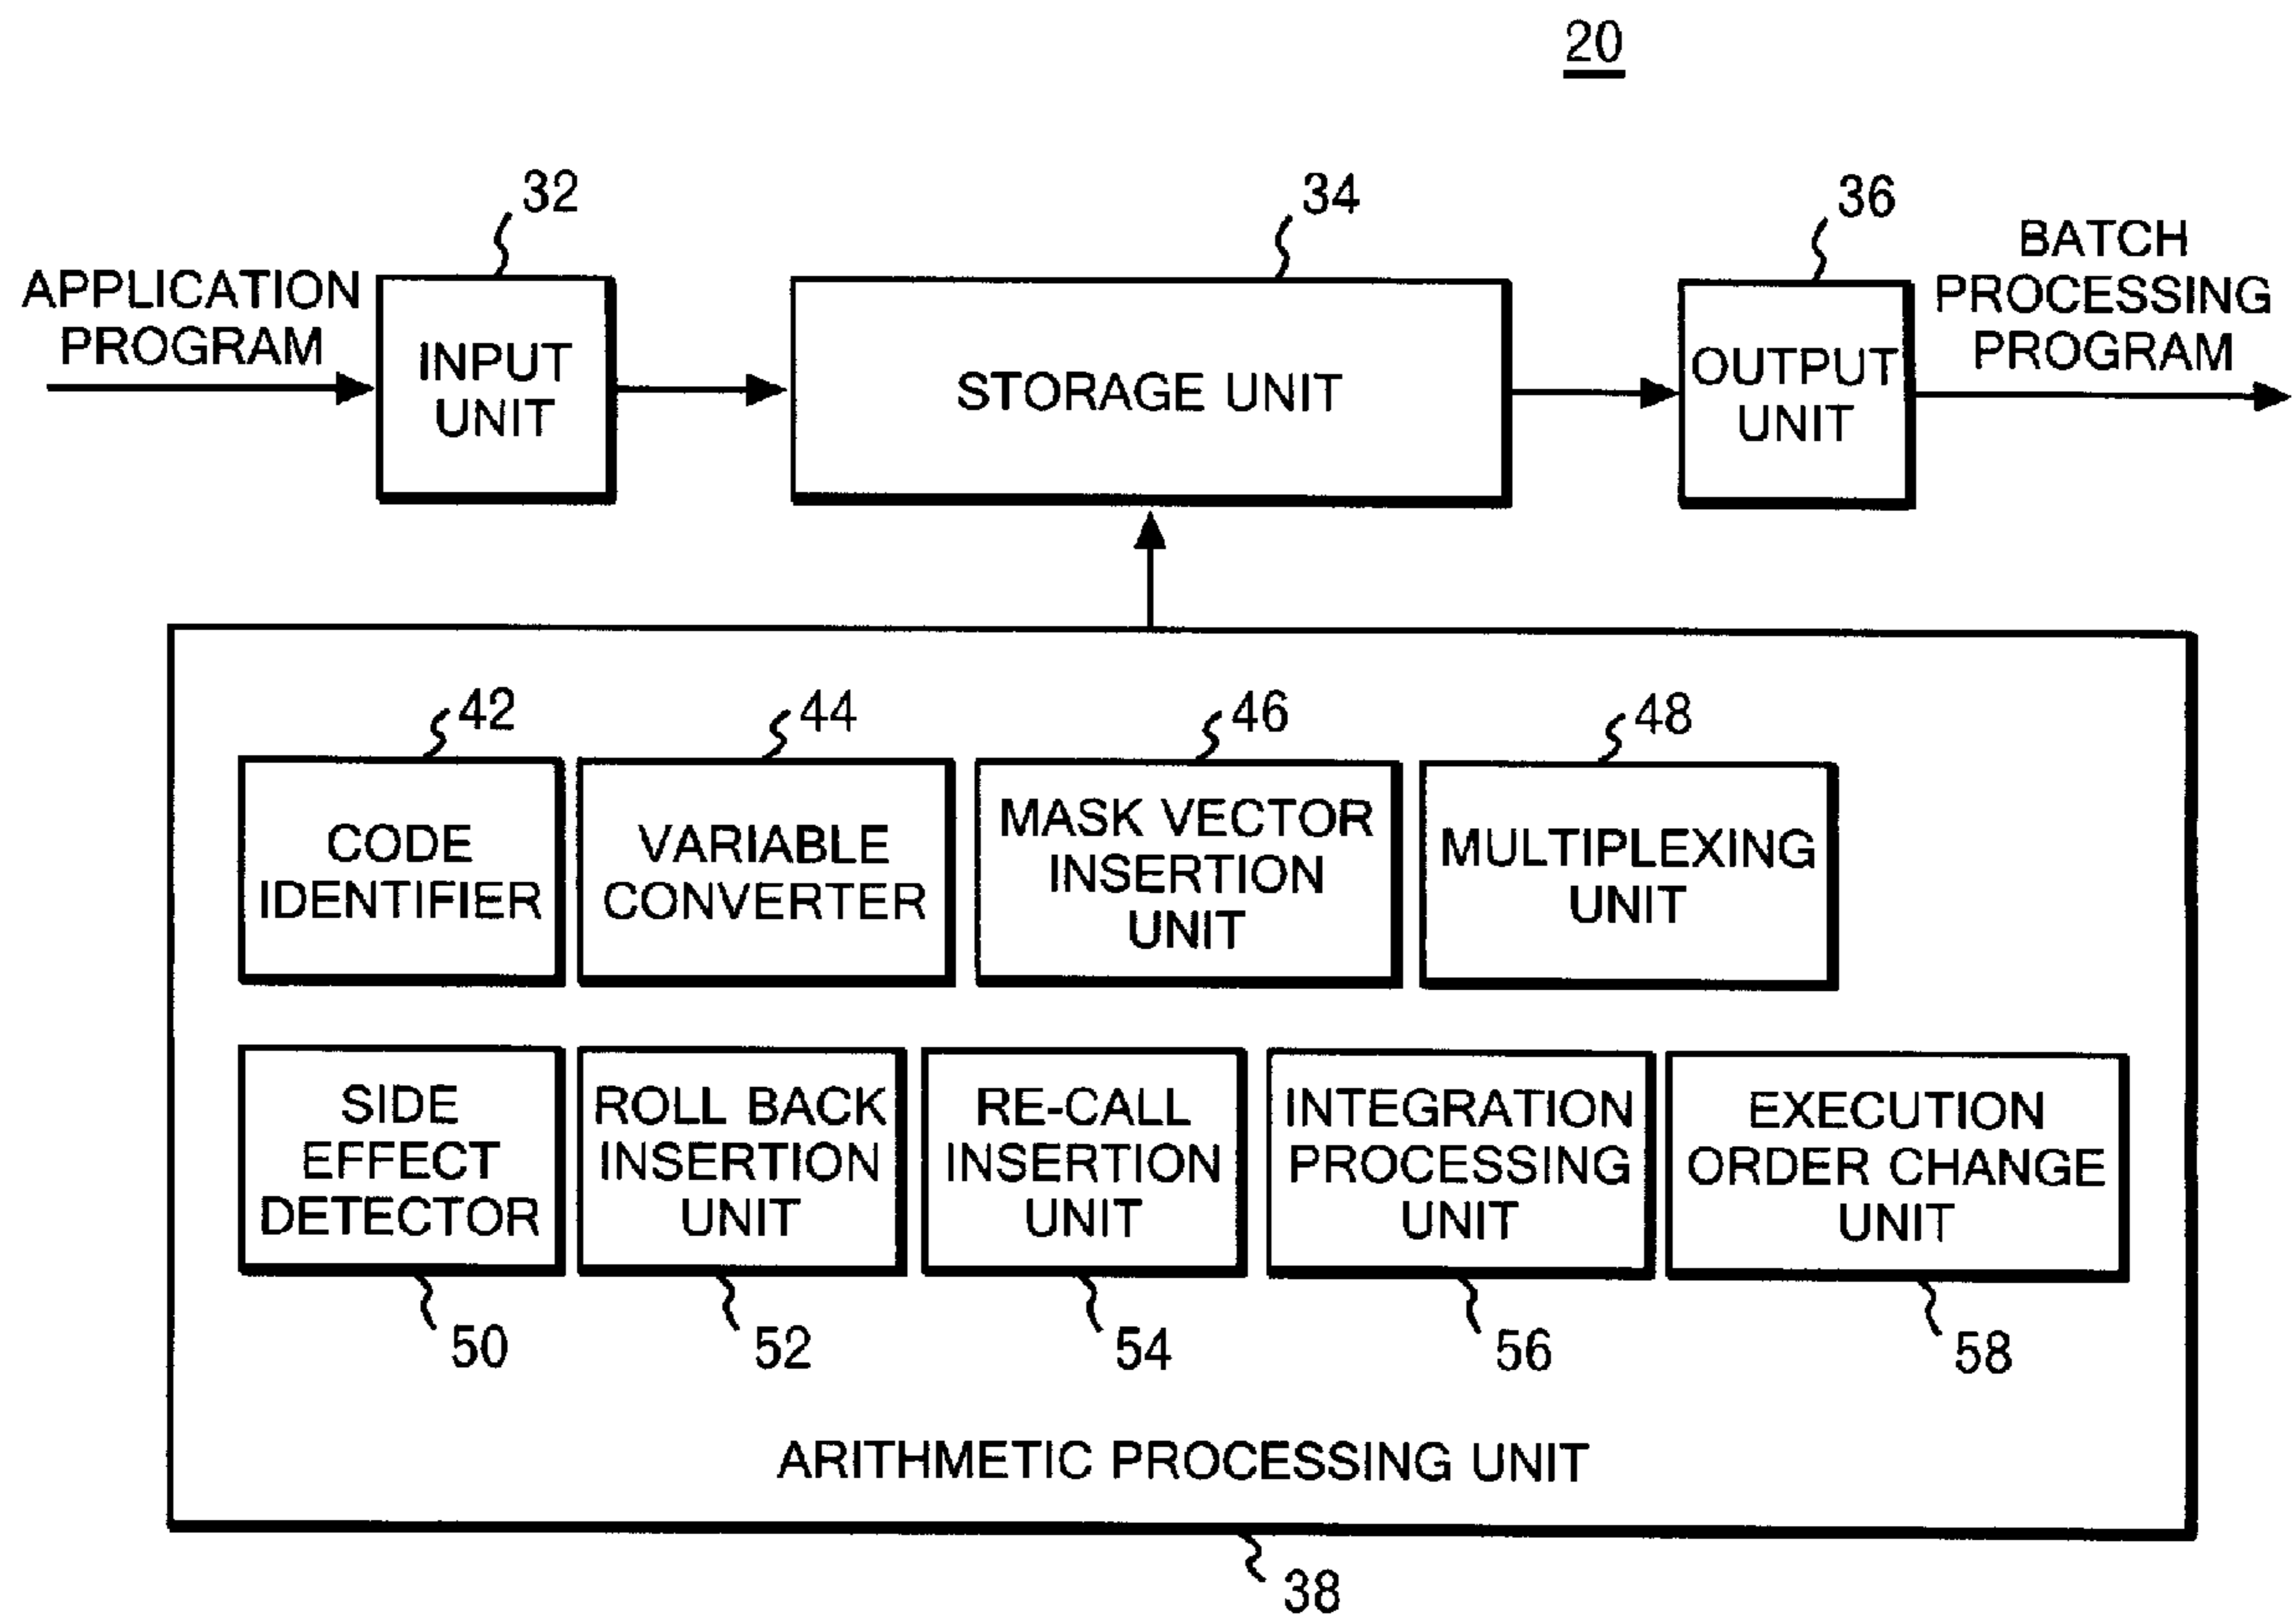 20
32
34
36
APPLICATION
PROGRAM
INPUT
UNIT
STORAGE UNIT
OUTPUT
UNIT
BATCH
PROCESSING
PROGRAM
42
44
46
48
CODE
IDENTIFIER
VARIABLE
CONVERTER
MASK VECTOR
INSERTION
UNIT
MULTIPLEXING
UNIT
SIDE
EFFECT
DETECTOR
ROLL BACK
INSERTION
UNIT
RE-CALL
INSERTION
UNIT
INTEGRATION
PROCESSING
UNIT
EXECUTION
ORDER CHANGE
UNIT
50
52
54
56
58
ARITHMETIC PROCESSING UNIT
38